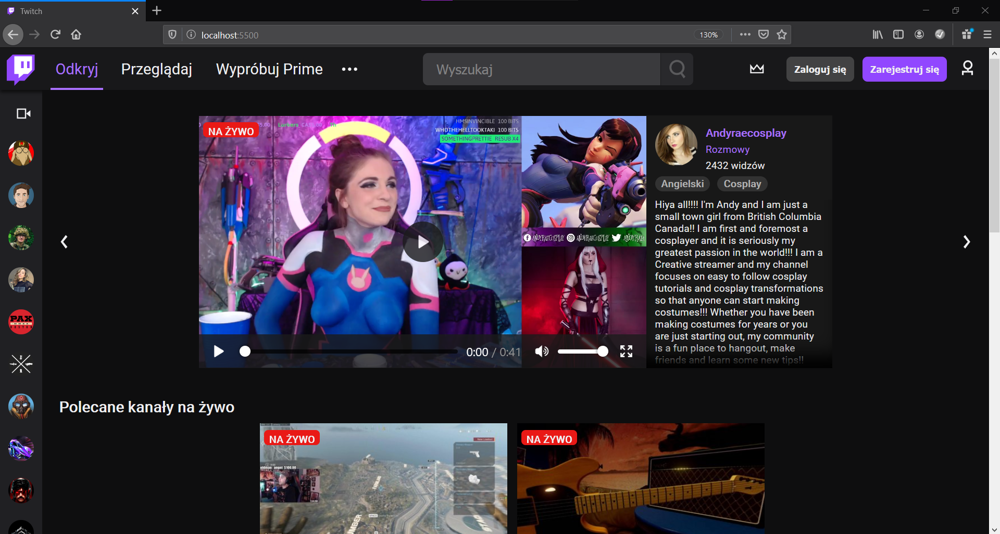 Twitch
localhost:5500
130%
Odkryj
Przeglądaj
Wypróbuj Prime
Wyszukaj
Zaloguj się
Zarejestruj się
NA ŻYWO
Lurkers
HMSINVINCIBLE 100 BITS
WHOTHEHELLTOOKTAKI 100 BITS
SOMETHINGPRETTIE RESUB X4
ANDYRAECOSPLAY
ANDYRAECOSPLAY
0:00 / 0:41
Andyraecosplay
Rozmowy
2432 widzów
Angielski
Cosplay
Hiya all!!!! I'm Andy and I am just a
small town girl from British Columbia
Canada!! I am first and foremost a
cosplayer and it is seriously my
greatest passion in the world!!! I am a
Creative streamer and my channel
focuses on easy to follow cosplay
tutorials and cosplay transformations
so that anyone can start making
costumes!!! Whether you have been
making costumes for years or you
are just starting out, my community
is a fun place to hangout, make
friends and learn some new tips!!
PAX
Polecane kanały na żywo
NA ŻYWO
NA ŻYWO